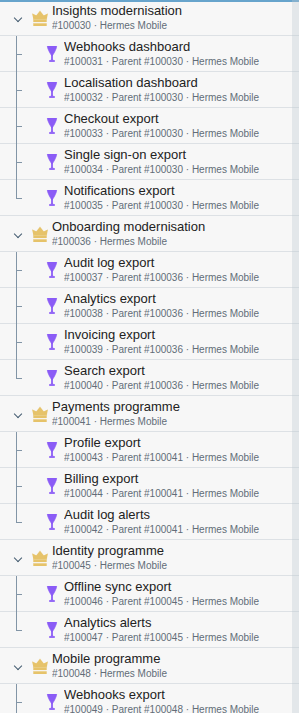 Insights modernisation
#100030 · Hermes Mobile
Webhooks dashboard
#100031 · Parent #100030 · Hermes Mobile
Localisation dashboard
#100032 · Parent #100030 · Hermes Mobile
Checkout export
#100033 · Parent #100030 · Hermes Mobile
Single sign-on export
#100034 · Parent #100030 · Hermes Mobile
Notifications export
#100035 · Parent #100030 · Hermes Mobile
Onboarding modernisation
#100036 · Hermes Mobile
Audit log export
#100037 · Parent #100036 · Hermes Mobile
Analytics export
#100038 · Parent #100036 · Hermes Mobile
Invoicing export
#100039 · Parent #100036 · Hermes Mobile
Search export
#100040 · Parent #100036 · Hermes Mobile
Payments programme
#100041 · Hermes Mobile
Profile export
#100043 · Parent #100041 · Hermes Mobile
Billing export
#100044 · Parent #100041 · Hermes Mobile
Audit log alerts
#100042 · Parent #100041 · Hermes Mobile
Identity programme
#100045 · Hermes Mobile
Offline sync export
#100046 · Parent #100045 · Hermes Mobile
Analytics alerts
#100047 · Parent #100045 · Hermes Mobile
Mobile programme
#100048 · Hermes Mobile
Webhooks export
#100049 · Parent #100048 · Hermes Mobile